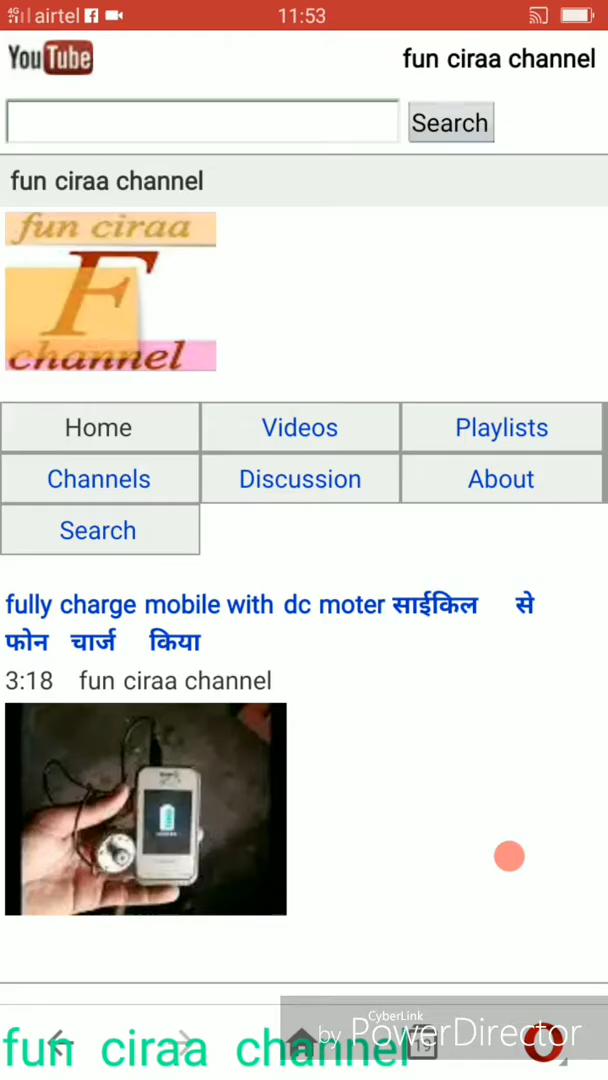 4G airtel 11:53
YouTube fun ciraa channel
Search
fun ciraa channel
fun ciraa
F
channel
Home Videos Playlists
Channels Discussion About
Search
fully charge mobile with dc moter साईकिल से
फोन चार्ज किया
3:18 fun ciraa channel
CyberLink
by PowerDirector
fun ciraa channel
19